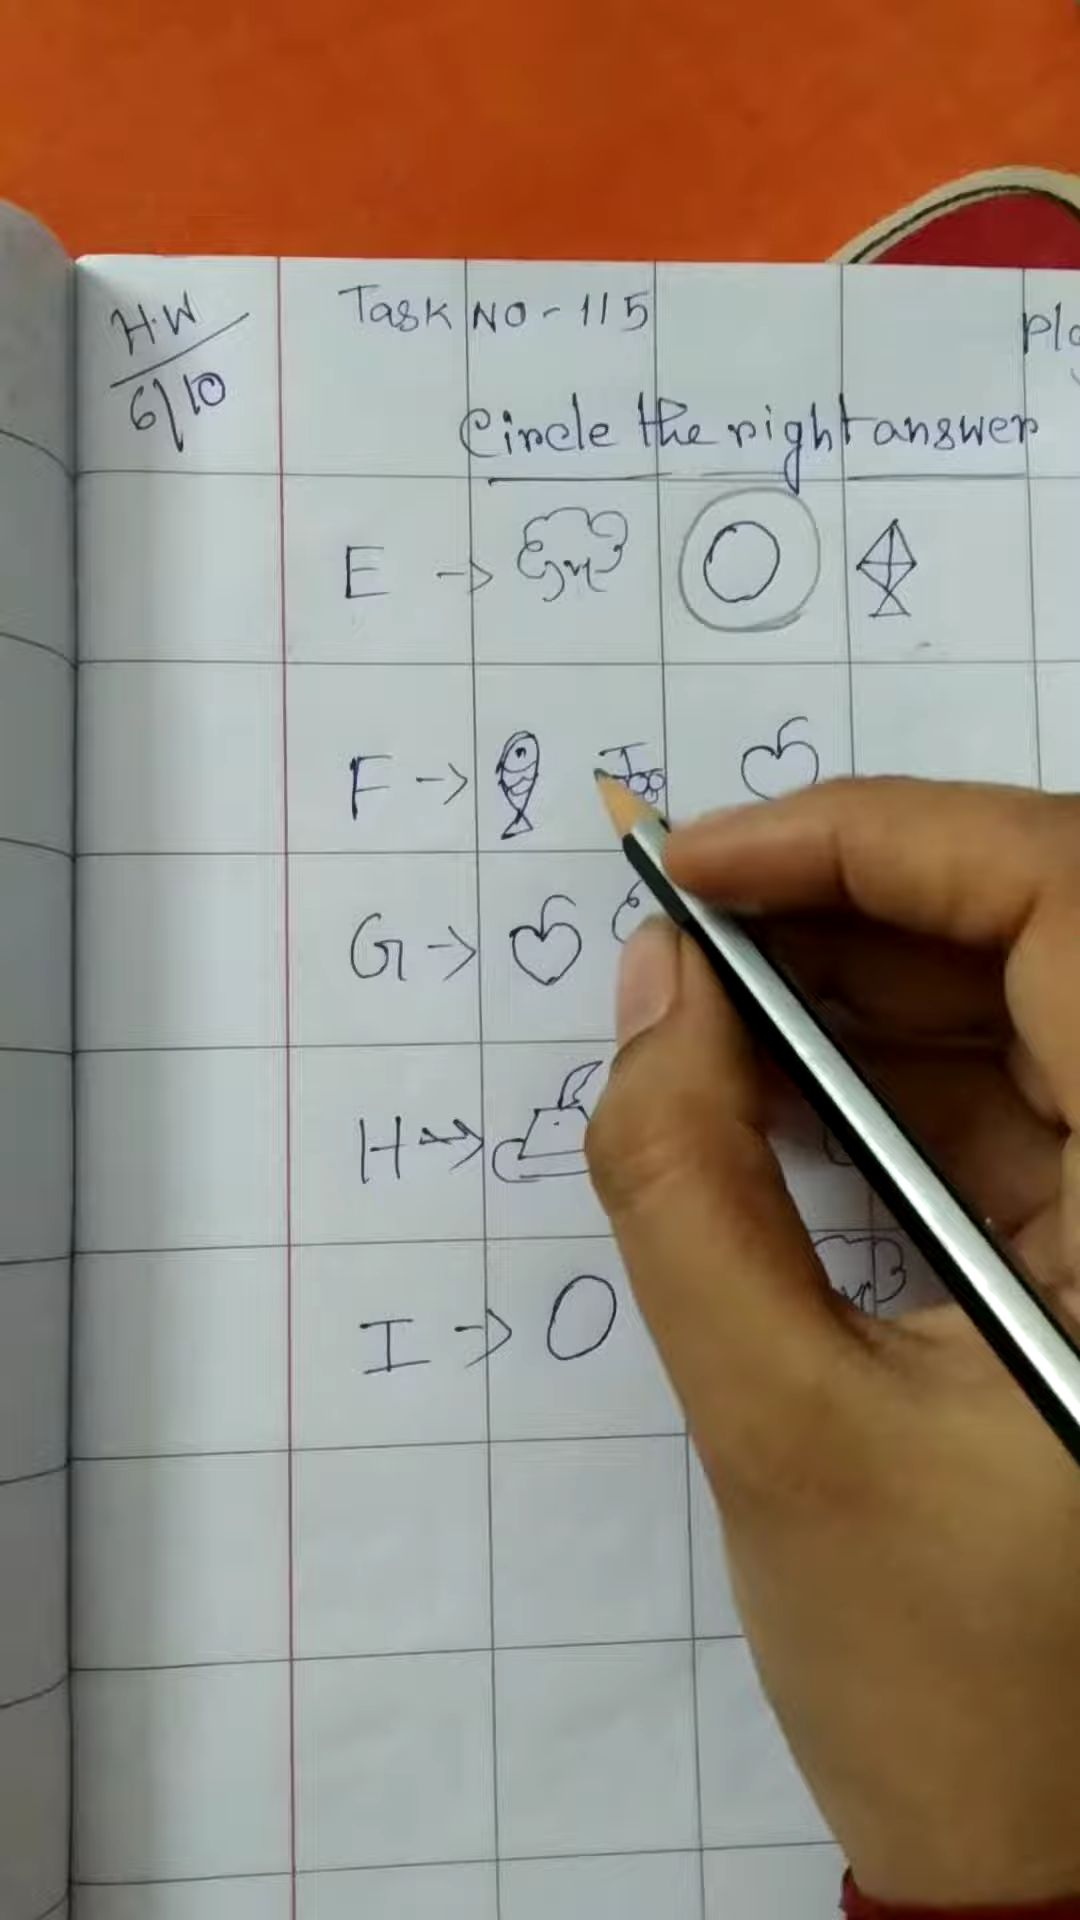 H.W
6/10
Task NO - 115
Circle the right answer
E →
F →
G →
H →
I →